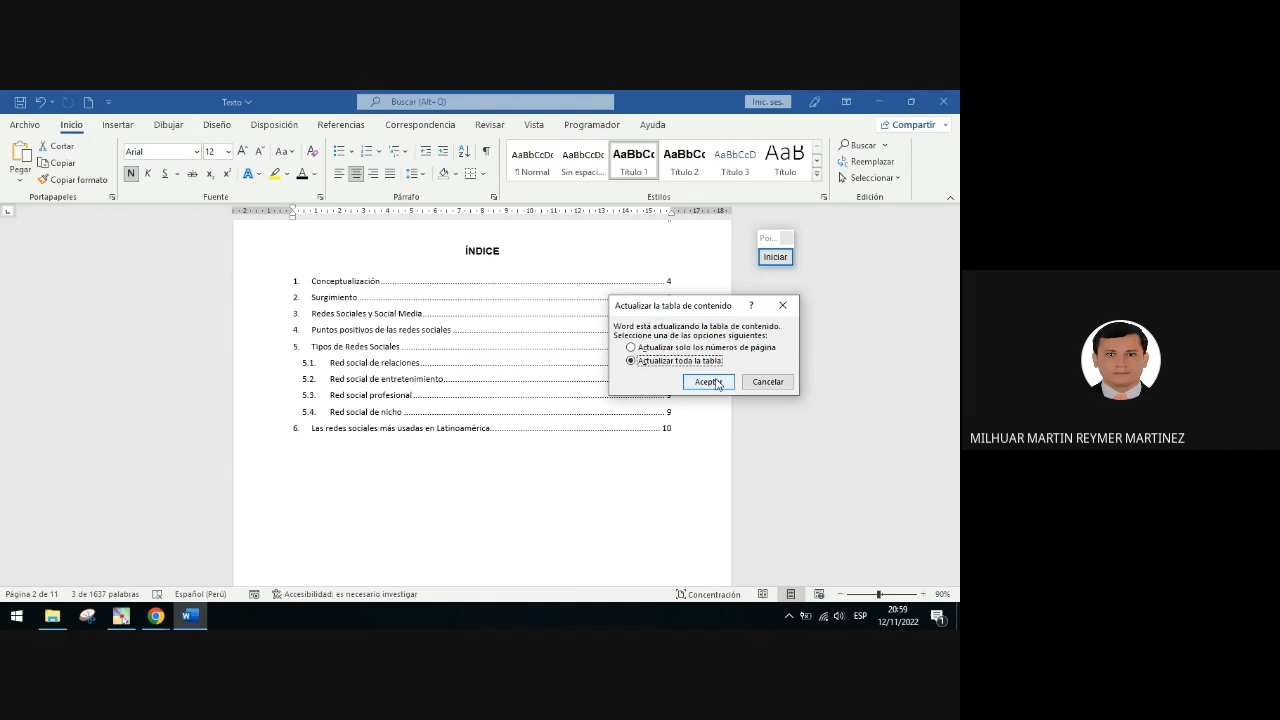 Texto
Buscar (Alt+Q)
Inic. ses.
Archivo Inicio Insertar Dibujar Diseño Disposición Referencias Correspondencia Revisar Vista Programador Ayuda Compartir
Pegar
Cortar
Copiar
Copiar formato
Portapapeles
Arial 12
N K S ab x₂ x²
Fuente
Párrafo
AaBbCcDc AaBbCcDc AaBbCc AaBbCc AaBbCcD AaB
¶ Normal Sin espaci... Título 1 Título 2 Título 3 Título
Estilos
Buscar
Reemplazar
Seleccionar
Edición
Poi...
Iniciar
ÍNDICE
1. Conceptualización 4
2. Surgimiento
3. Redes Sociales y Social Media
4. Puntos positivos de las redes sociales
5. Tipos de Redes Sociales
5.1. Red social de relaciones
5.2. Red social de entretenimiento
5.3. Red social profesional
5.4. Red social de nicho 9
6. Las redes sociales más usadas en Latinoamérica 10
Actualizar la tabla de contenido ?
Word está actualizando la tabla de contenido.
Seleccione una de las opciones siguientes:
Actualizar solo los números de página
Actualizar toda la tabla
Aceptar Cancelar
MILHUAR MARTIN REYMER MARTINEZ
Página 2 de 11 3 de 1637 palabras Español (Perú) Accesibilidad: es necesario investigar Concentración 90%
ESP
20:59
12/11/2022